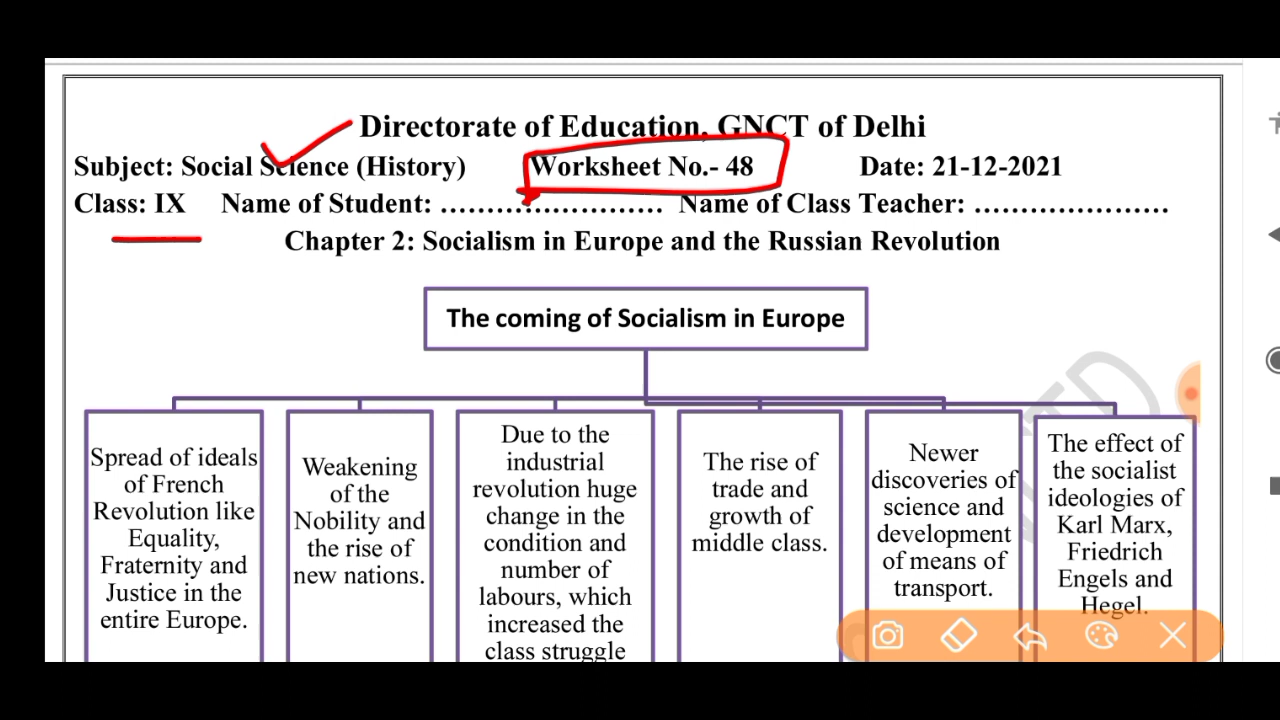 Directorate of Education, GNCT of Delhi
Subject: Social Science (History) Worksheet No.- 48 Date: 21-12-2021
Class: IX Name of Student: …………………… Name of Class Teacher: …………………
Chapter 2: Socialism in Europe and the Russian Revolution
The coming of Socialism in Europe
Spread of ideals
of French
Revolution like
Equality,
Fraternity and
Justice in the
entire Europe.
Weakening
of the
Nobility and
the rise of
new nations.
Due to the
industrial
revolution huge
change in the
condition and
number of
labours, which
increased the
class struggle
The rise of
trade and
growth of
middle class.
Newer
discoveries of
science and
development
of means of
transport.
The effect of
the socialist
ideologies of
Karl Marx,
Friedrich
Engels and
Hegel.